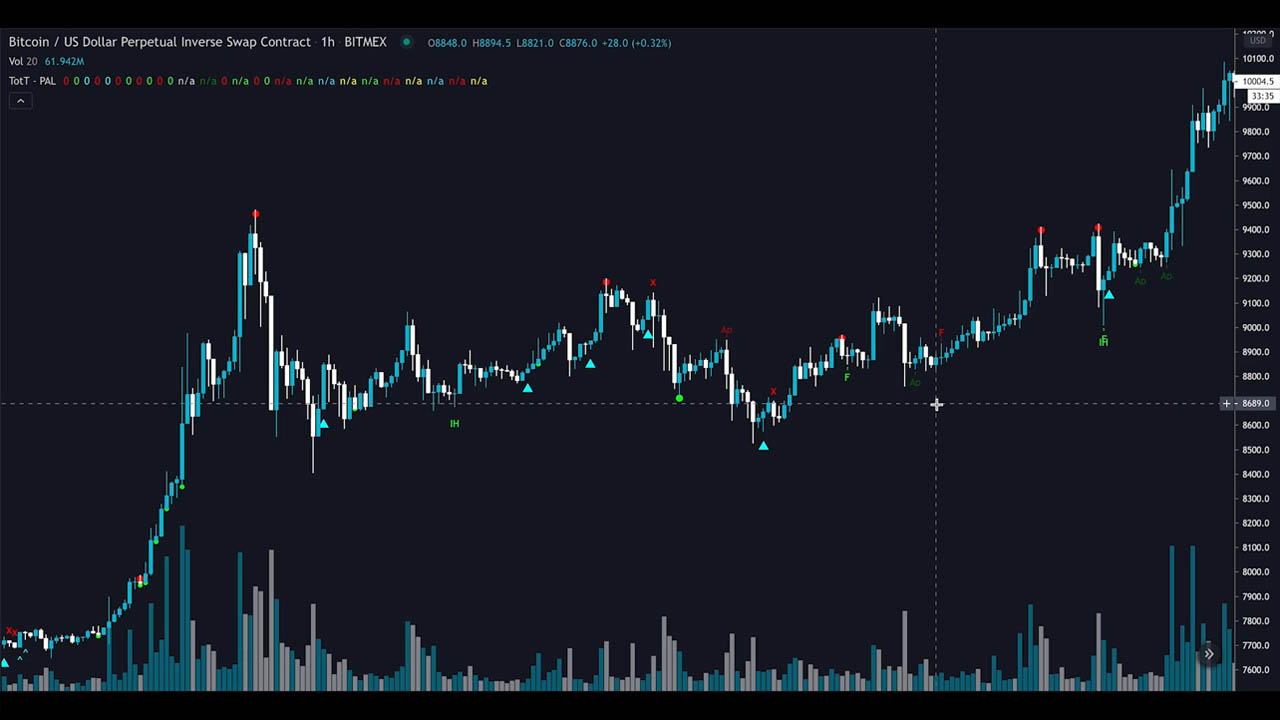 Bitcoin / US Dollar Perpetual Inverse Swap Contract · 1h · BITMEX O8848.0 H8894.5 L8821.0 C8876.0 +28.0 (+0.32%)
Vol 20 61.942M
TotT - PAL 0 0 0 0 0 0 0 0 0 0 0 n/a n/a 0 n/a 0 0 n/a n/a n/a n/a n/a n/a n/a n/a n/a n/a
USD
10100.0
10004.5
33:35
9900.0
9800.0
9700.0
9600.0
9500.0
9400.0
9300.0
9200.0
9100.0
9000.0
8900.0
8800.0
8689.0
8600.0
8500.0
8400.0
8300.0
8200.0
8100.0
8000.0
7900.0
7800.0
7700.0
7600.0
X
Ap
F
Ap
Ap
F
X
Ap
IH
X X